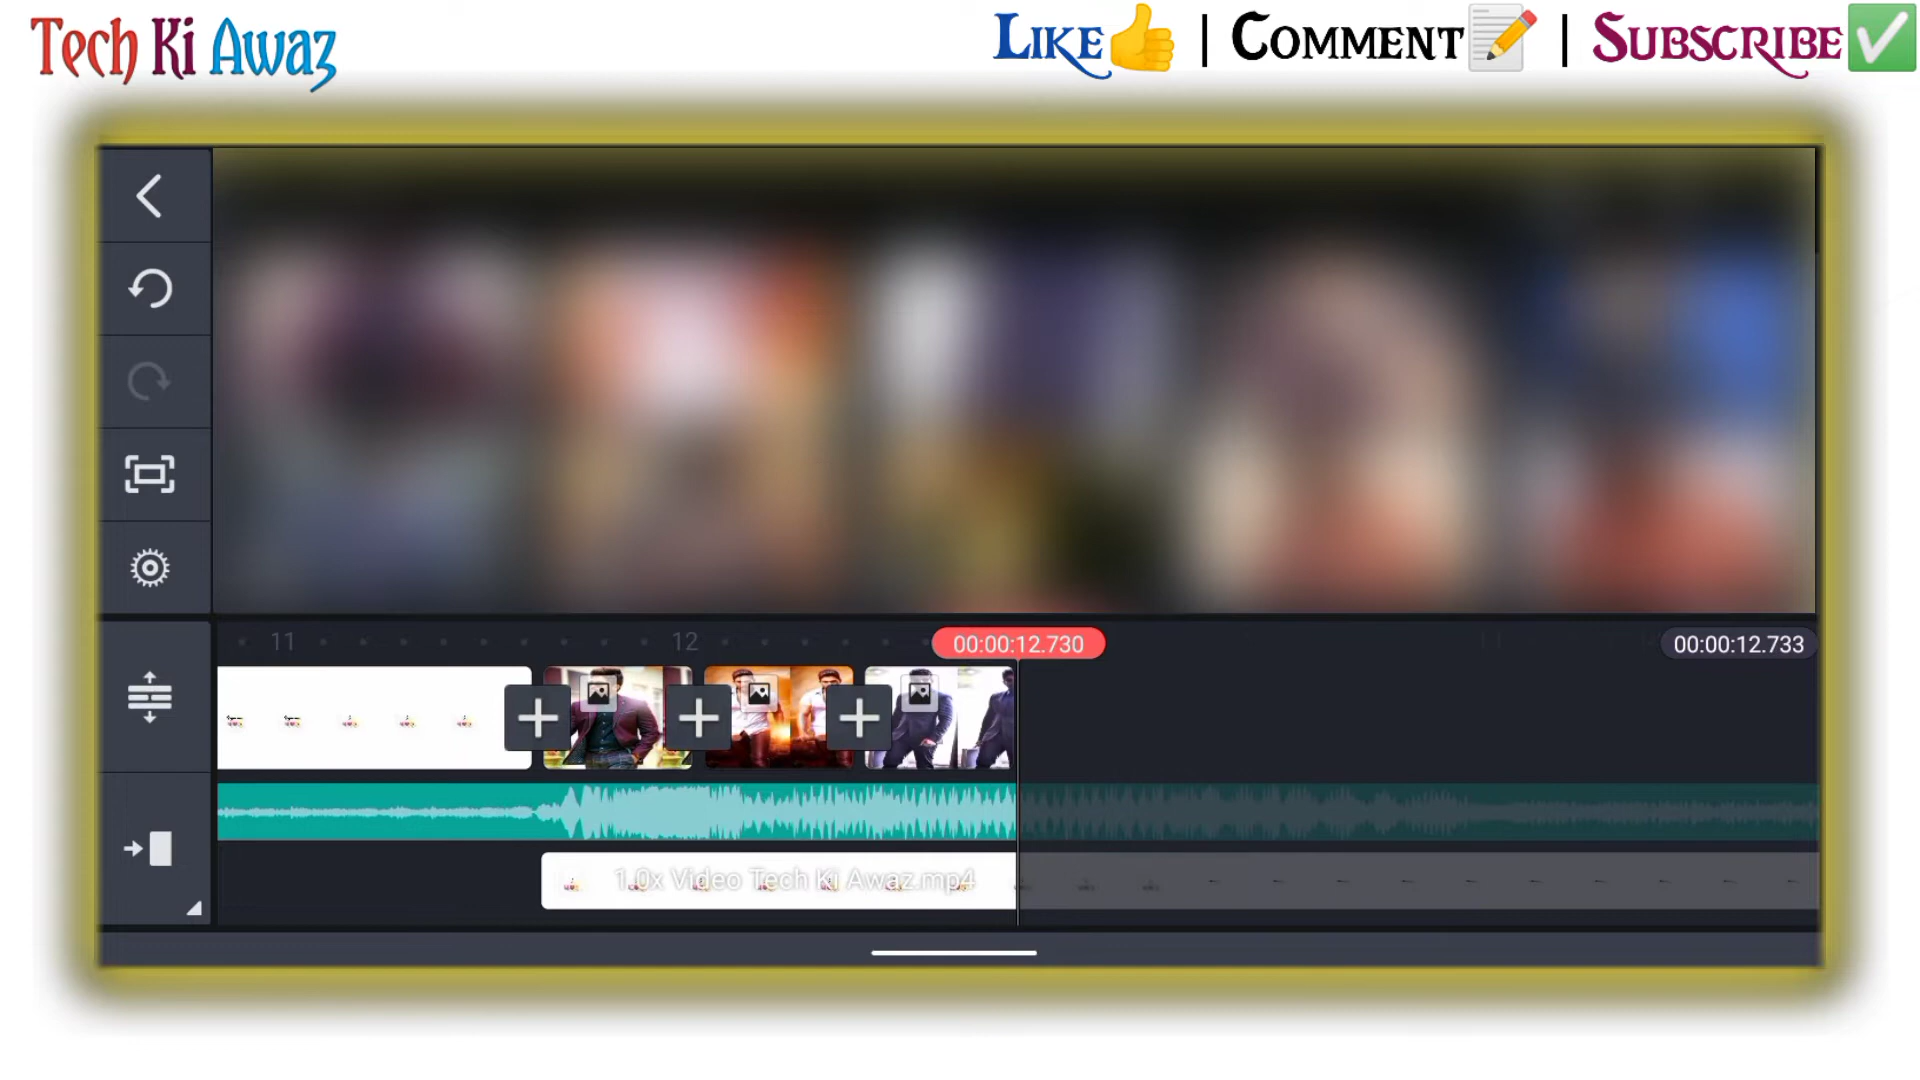 Tech Ki Awaz
Like👍 | Comment📝 | Subscribe✅
11
12
00:00:12.730
00:00:12.733
1.0x Video Tech Ki Awaz.mp4